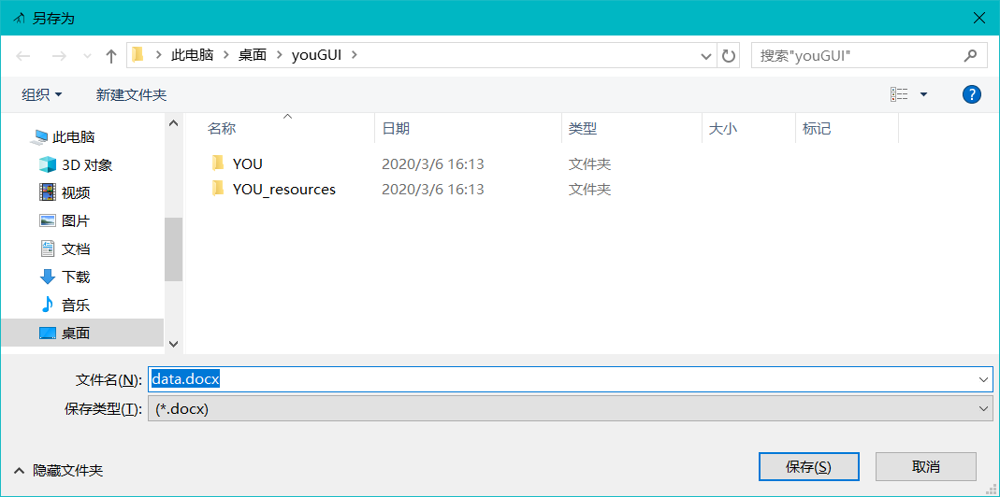 另存为
此电脑 > 桌面 > youGUI >
搜索"youGUI"
组织
新建文件夹
?
此电脑
3D 对象
视频
图片
文档
下载
音乐
桌面
名称 日期 类型 大小 标记
YOU 2020/3/6 16:13 文件夹
YOU_resources 2020/3/6 16:13 文件夹
文件名(N): data.docx
保存类型(T): (*.docx)
隐藏文件夹
保存(S)
取消